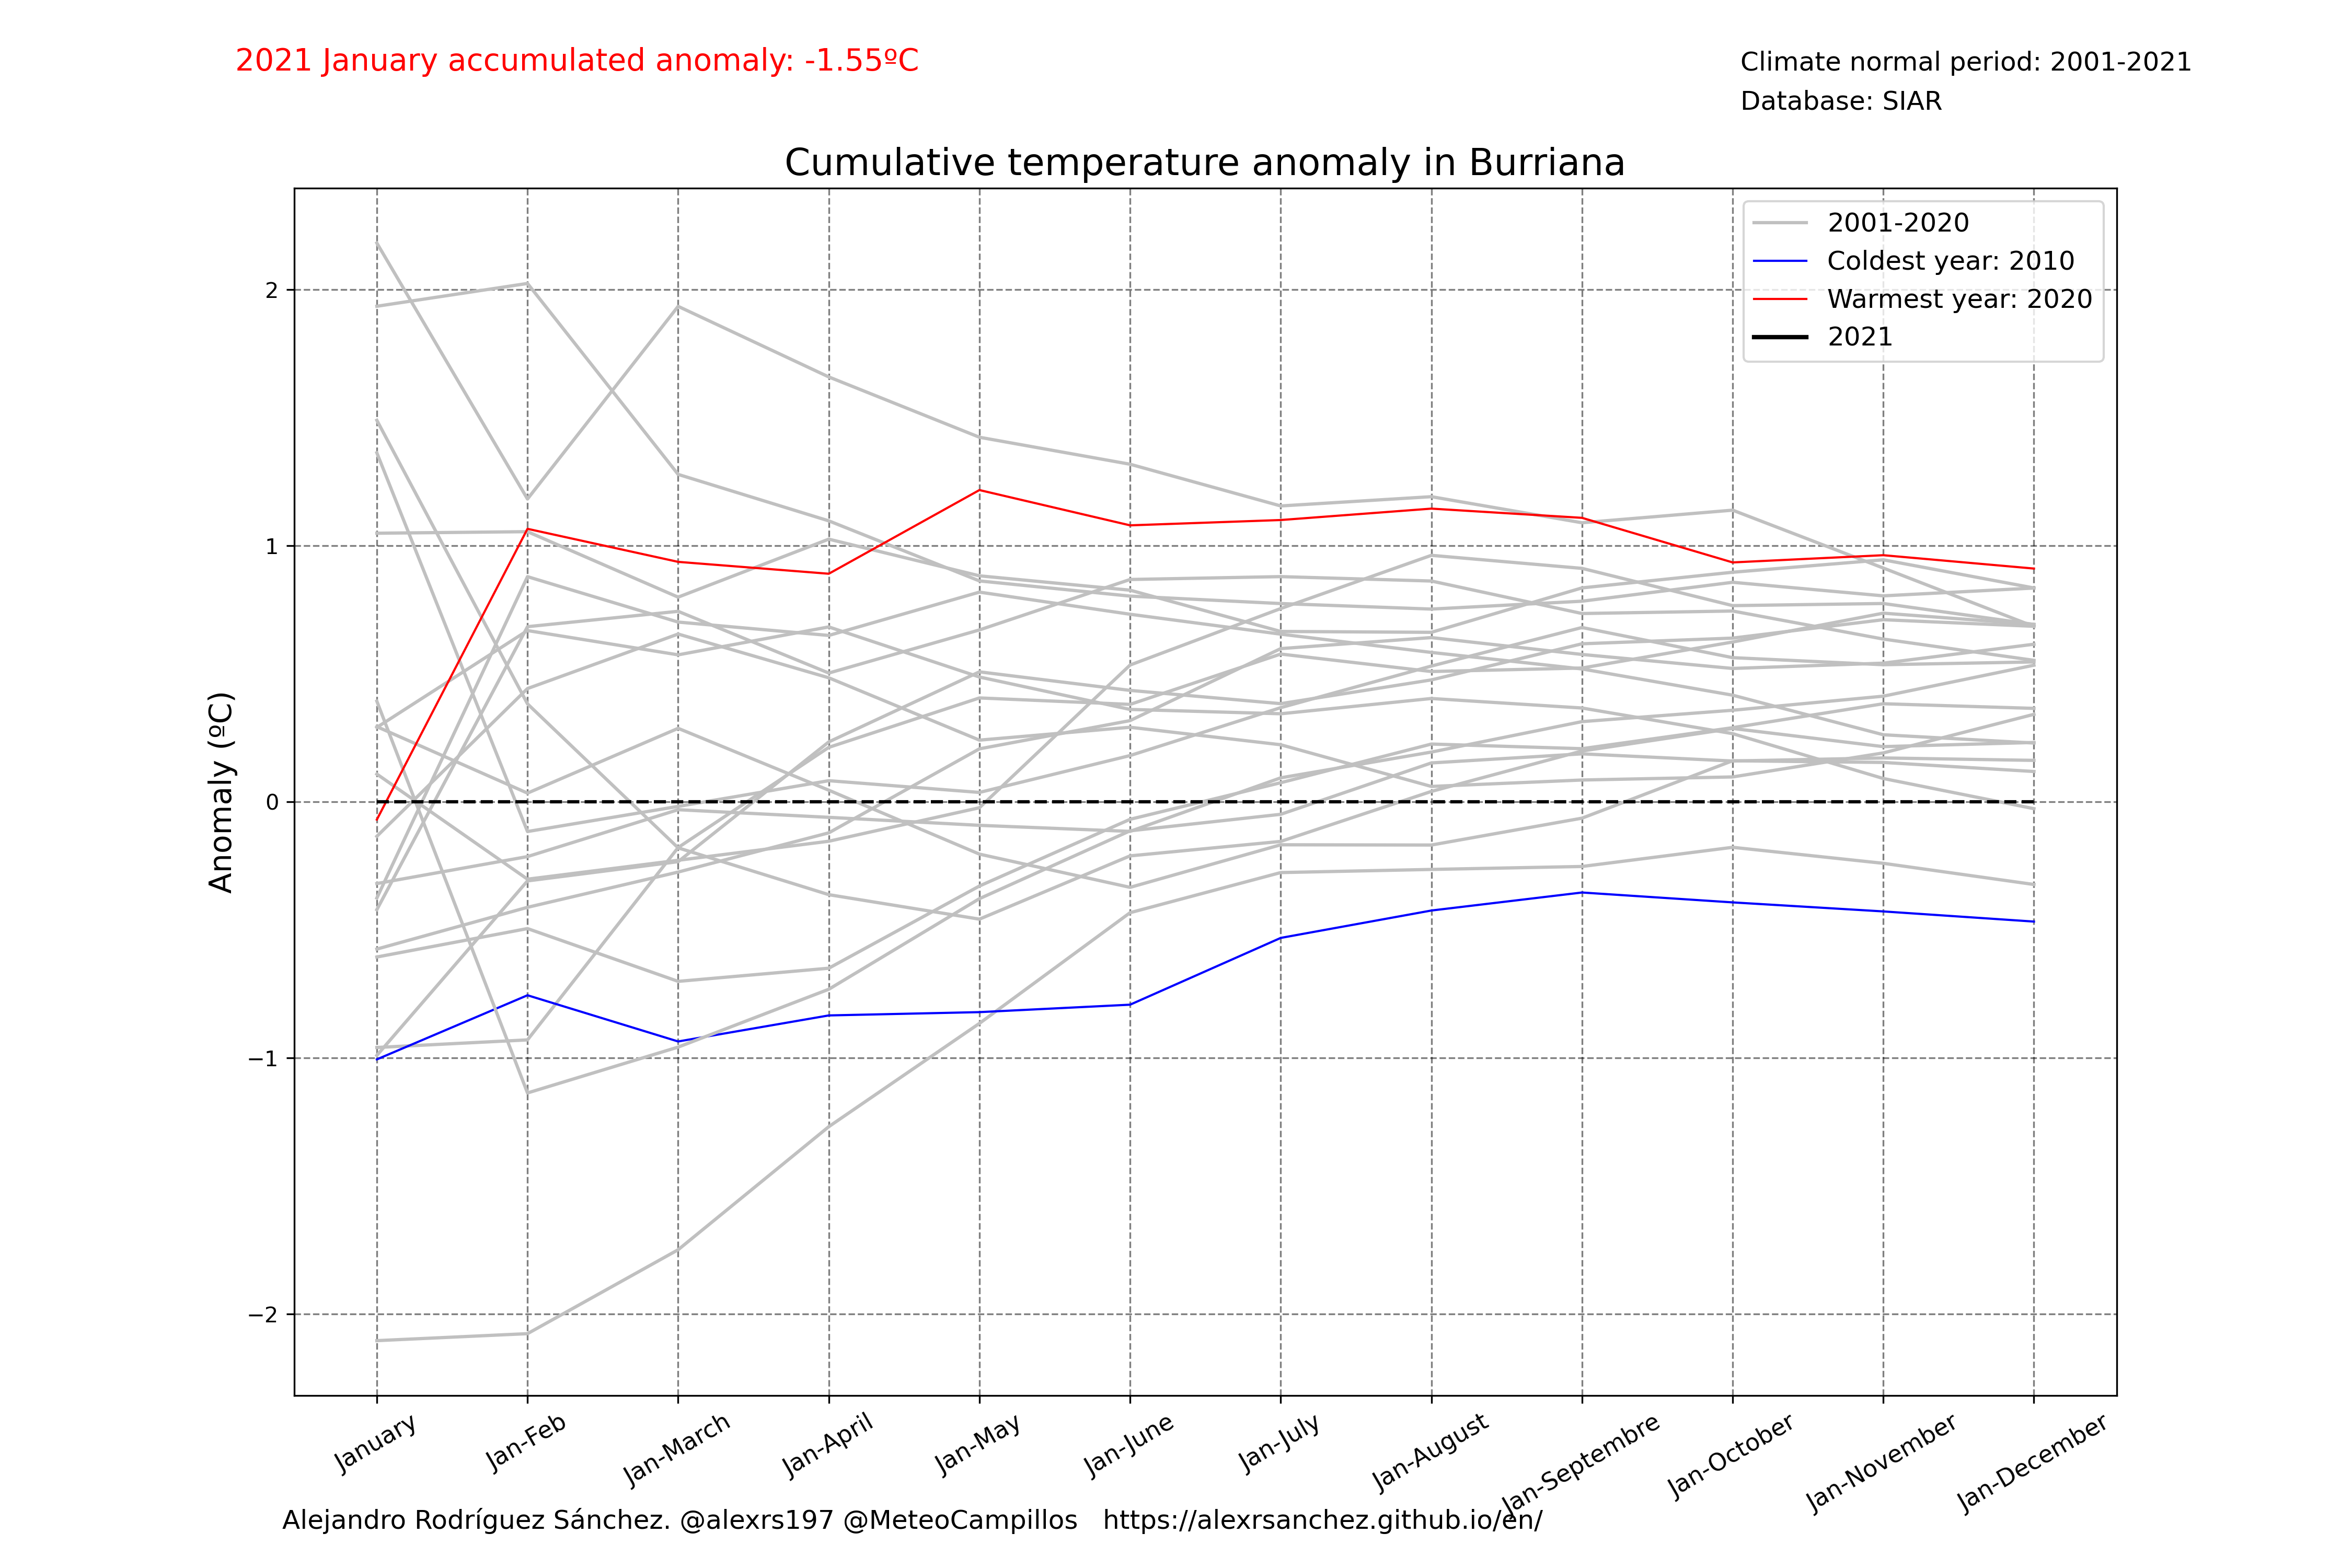 2021 January accumulated anomaly: -1.55ºC
Climate normal period: 2001-2021
Database: SIAR
Cumulative temperature anomaly in Burriana
2001-2020
Coldest year: 2010
Warmest year: 2020
2021
Anomaly (ºC)
2
1
0
−1
−2
January
Jan-Feb
Jan-March
Jan-April
Jan-May
Jan-June
Jan-July
Jan-August
Jan-Septembre
Jan-October
Jan-November
Jan-December
Alejandro Rodríguez Sánchez. @alexrs197 @MeteoCampillos   https://alexrsanchez.github.io/en/